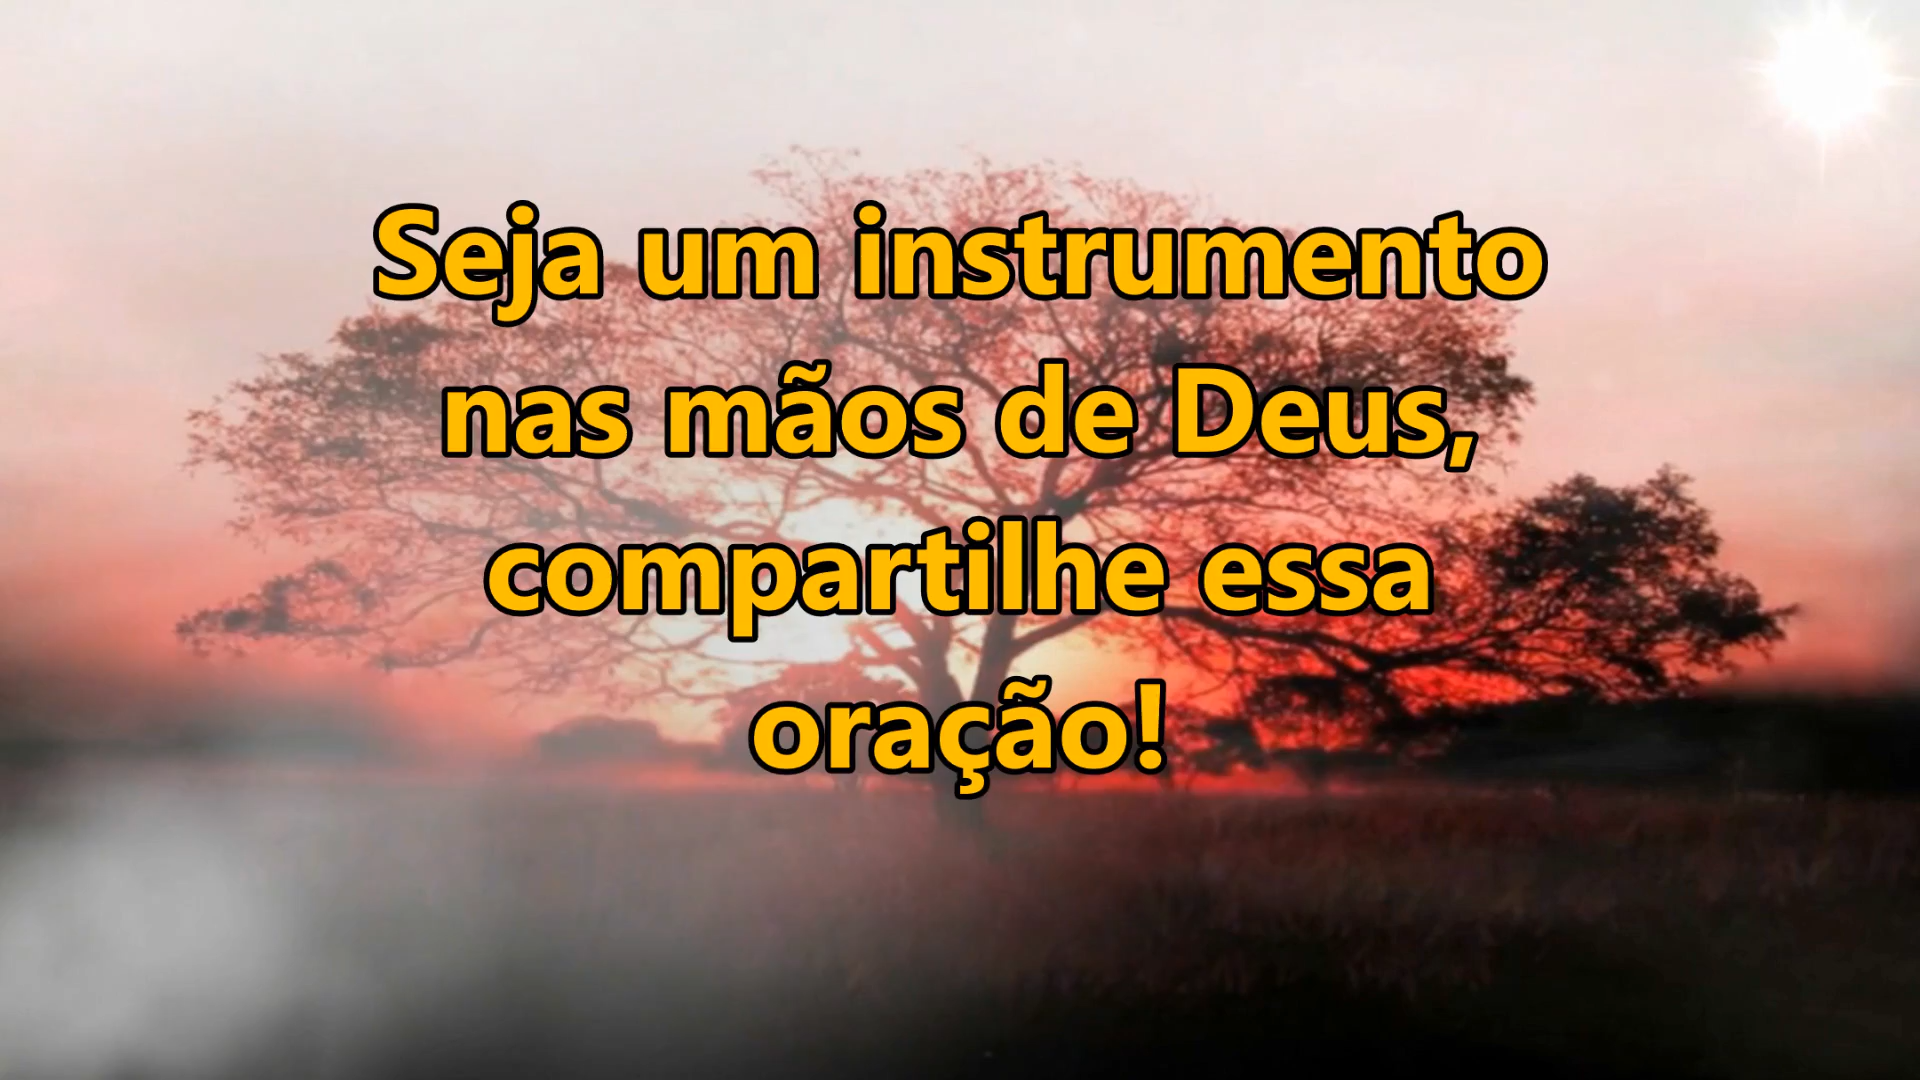 Seja um instrumento
nas mãos de Deus,
compartilhe essa
oração!